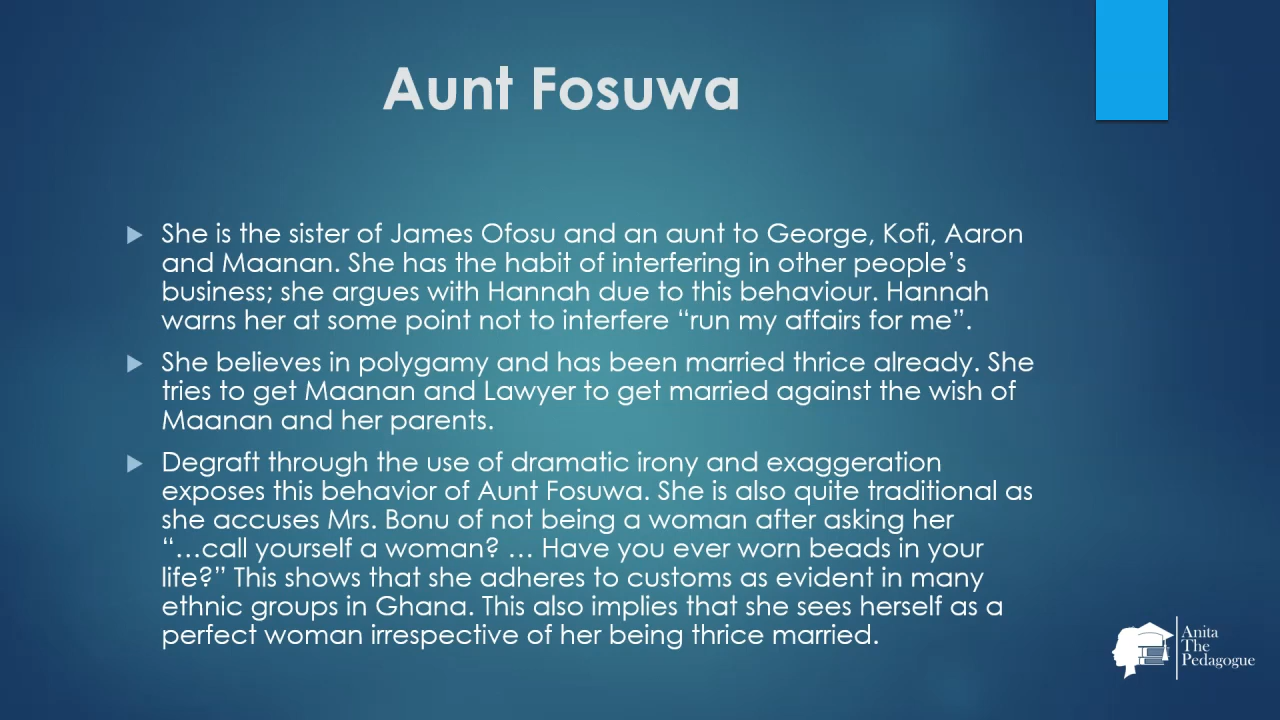 Aunt Fosuwa
She is the sister of James Ofosu and an aunt to George, Kofi, Aaron
and Maanan. She has the habit of interfering in other people’s
business; she argues with Hannah due to this behaviour. Hannah
warns her at some point not to interfere “run my affairs for me”.
She believes in polygamy and has been married thrice already. She
tries to get Maanan and Lawyer to get married against the wish of
Maanan and her parents.
Degraft through the use of dramatic irony and exaggeration
exposes this behavior of Aunt Fosuwa. She is also quite traditional as
she accuses Mrs. Bonu of not being a woman after asking her
“…call yourself a woman? … Have you ever worn beads in your
life?” This shows that she adheres to customs as evident in many
ethnic groups in Ghana. This also implies that she sees herself as a
perfect woman irrespective of her being thrice married.
Anita
The
Pedagogue